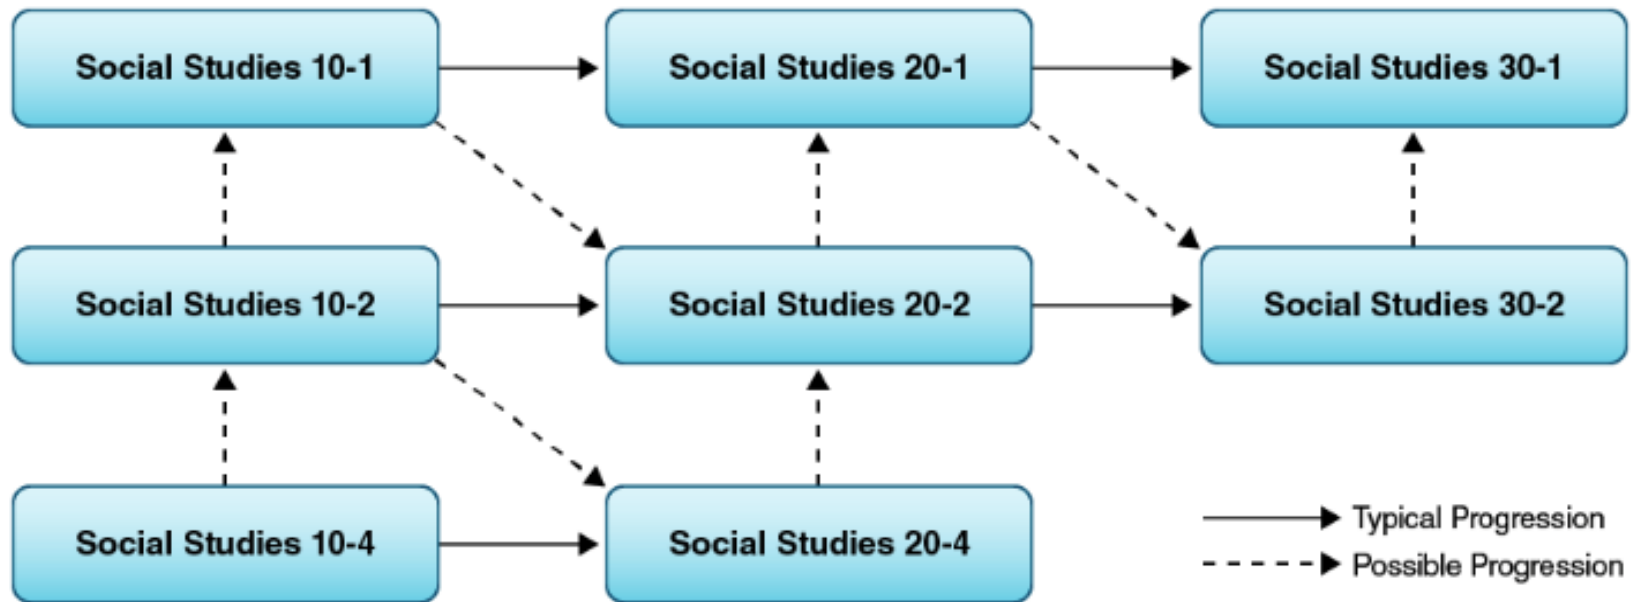 Social Studies 10-1
Social Studies 20-1
Social Studies 30-1
Social Studies 10-2
Social Studies 20-2
Social Studies 30-2
Social Studies 10-4
Social Studies 20-4
Typical Progression
Possible Progression